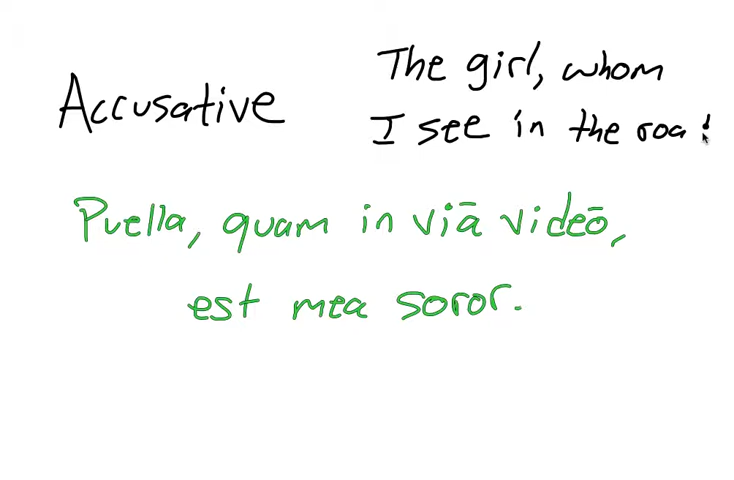 Accusative
The girl, whom
I see in the roa
Puella, quam in viā videō,
est mea soror.